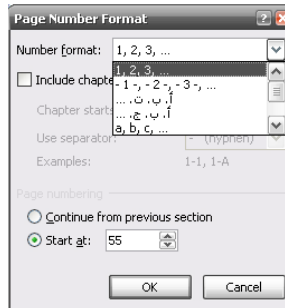 Page Number Format
Number format: 1, 2, 3, ...
1, 2, 3, ...
- 1 -, - 2 -, - 3 -, ...
أ, ب, ت, ...
أ, ب, ج, ...
a, b, c, ...
Include chapte
Chapter starts
Use separator: - (hyphen)
Examples: 1-1, 1-A
Page numbering
Continue from previous section
Start at: 55
OK Cancel